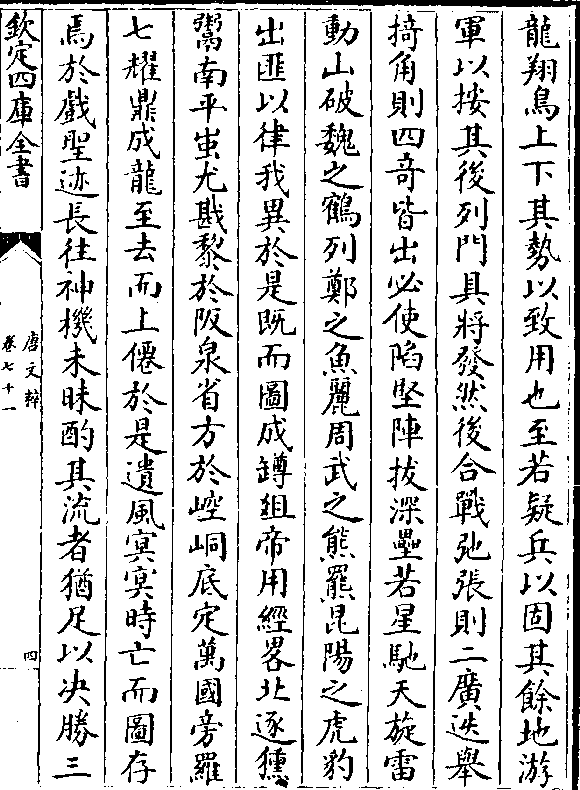 龍翔鳥上下其勢以致用也至若疑兵以固其餘地游
軍以按其後列門具將發然後合戰弛張則二廣迭舉
掎角則四奇皆出必使陷堅陣拔深壘若星馳天旋雷
動山破魏之鶴列鄭之魚麗周武之熊羆昆陽之虎豹
出匪以律我異於是既而圖成罇俎帝用經畧北逐獯
鬻南平蚩尤戡黎於阪泉省方於崆峒底定萬國旁羅
七耀鼎成龍至去而上僊於是遺風寞寞時亡而圖存
焉於戲聖迹長往神機未昧酌其流者猶足以决勝三
欽定四庫全書
唐文粹
卷七十一
四